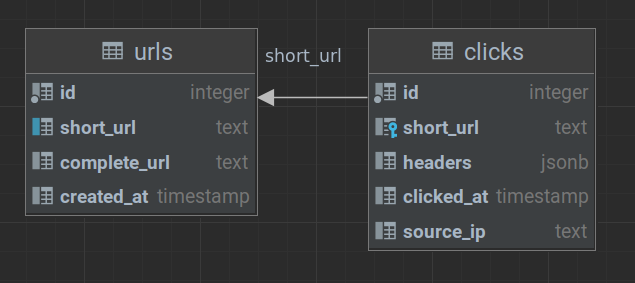 urls
id integer
short_url text
complete_url text
created_at timestamp
short_url
clicks
id integer
short_url text
headers jsonb
clicked_at timestamp
source_ip text